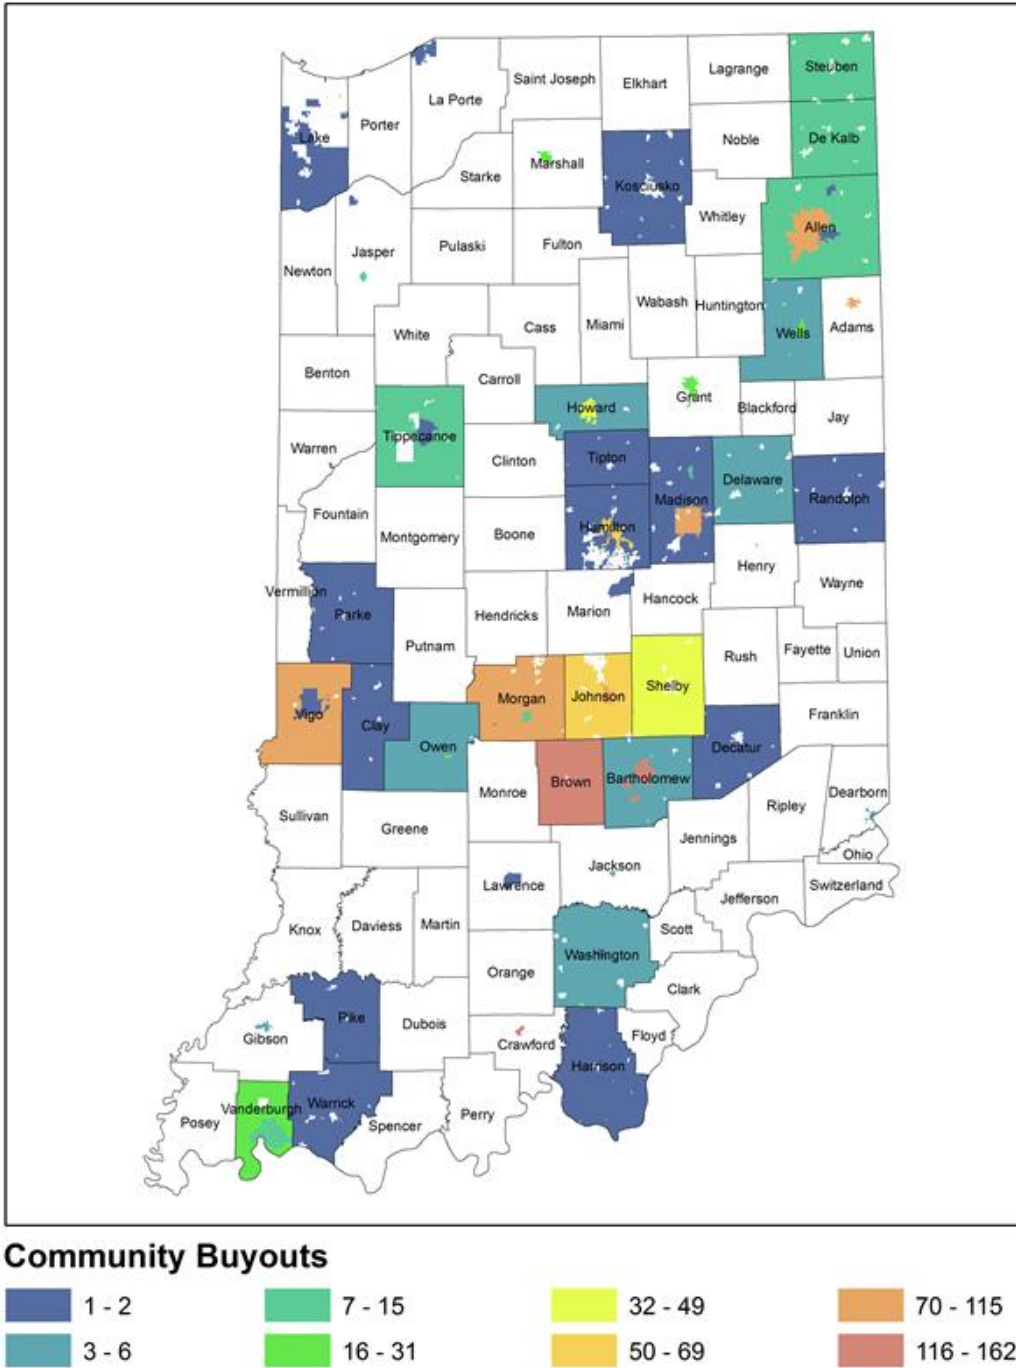 Steuben
Lagrange
Saint Joseph
Elkhart
La Porte
Porter
Lake
Noble
De Kalb
Marshall
Starke
Kosciusko
Whitley
Allen
Fulton
Pulaski
Jasper
Newton
Wabash
Huntington
Wells
Adams
Miami
Cass
White
Benton
Carroll
Grant
Blackford
Jay
Howard
Tippecanoe
Warren
Clinton
Tipton
Madison
Delaware
Randolph
Fountain
Montgomery
Boone
Hamilton
Henry
Wayne
Vermillion
Parke
Hendricks
Marion
Hancock
Putnam
Rush
Fayette
Union
Shelby
Johnson
Morgan
Vigo
Clay
Owen
Franklin
Decatur
Brown
Bartholomew
Monroe
Dearborn
Ripley
Sullivan
Greene
Jennings
Ohio
Jackson
Lawrence
Switzerland
Jefferson
Knox
Daviess
Martin
Scott
Washington
Orange
Clark
Pike
Dubois
Gibson
Crawford
Floyd
Harrison
Vanderburgh
Warrick
Posey
Spencer
Perry
Community Buyouts
1 - 2
7 - 15
32 - 49
70 - 115
3 - 6
16 - 31
50 - 69
116 - 162